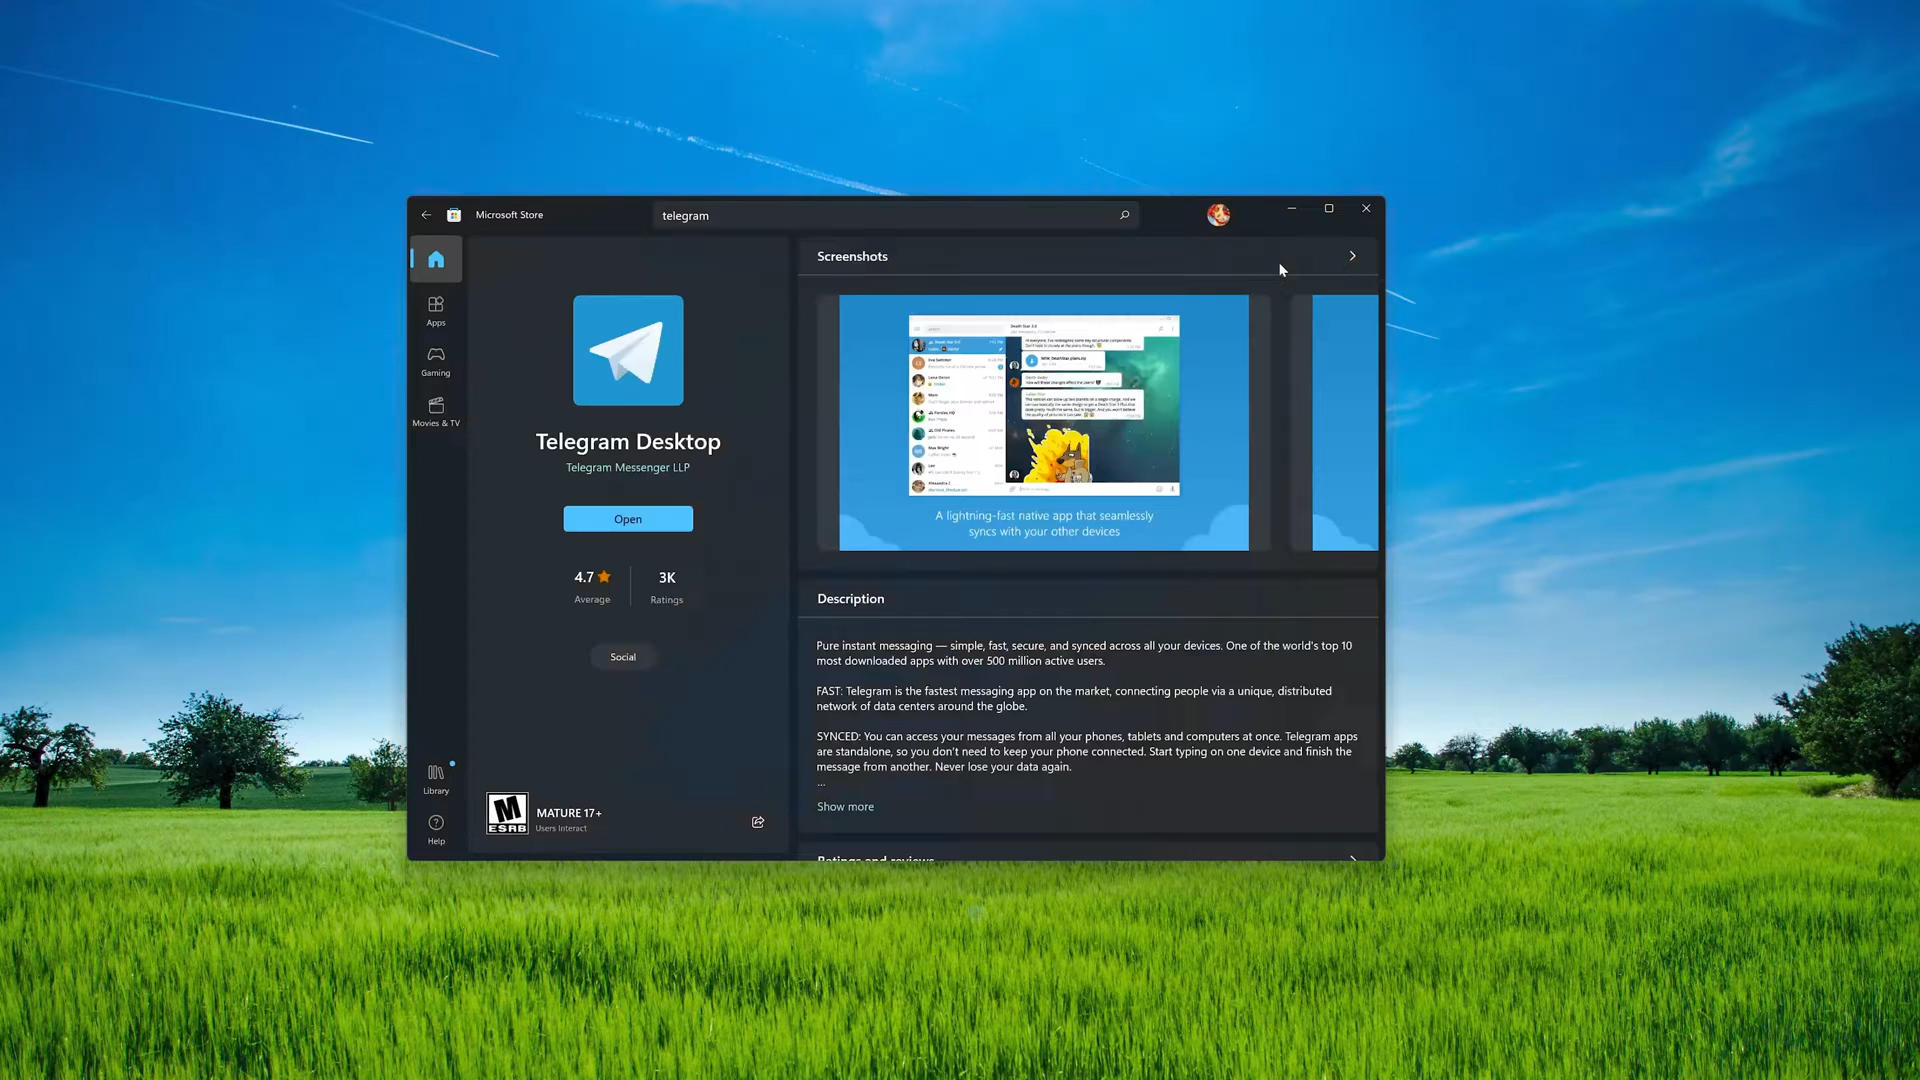 Microsoft Store
telegram
Apps
Gaming
Movies & TV
Library
Help
Telegram Desktop
Telegram Messenger LLP
Open
4.7
Average
3K
Ratings
Social
M
ESRB
MATURE 17+
Users Interact
Screenshots
A lightning-fast native app that seamlessly
syncs with your other devices
Description
Pure instant messaging — simple, fast, secure, and synced across all your devices. One of the world's top 10
most downloaded apps with over 500 million active users.
FAST: Telegram is the fastest messaging app on the market, connecting people via a unique, distributed
network of data centers around the globe.
SYNCED: You can access your messages from all your phones, tablets and computers at once. Telegram apps
are standalone, so you don't need to keep your phone connected. Start typing on one device and finish the
message from another. Never lose your data again.
...
Show more
Ratings and reviews